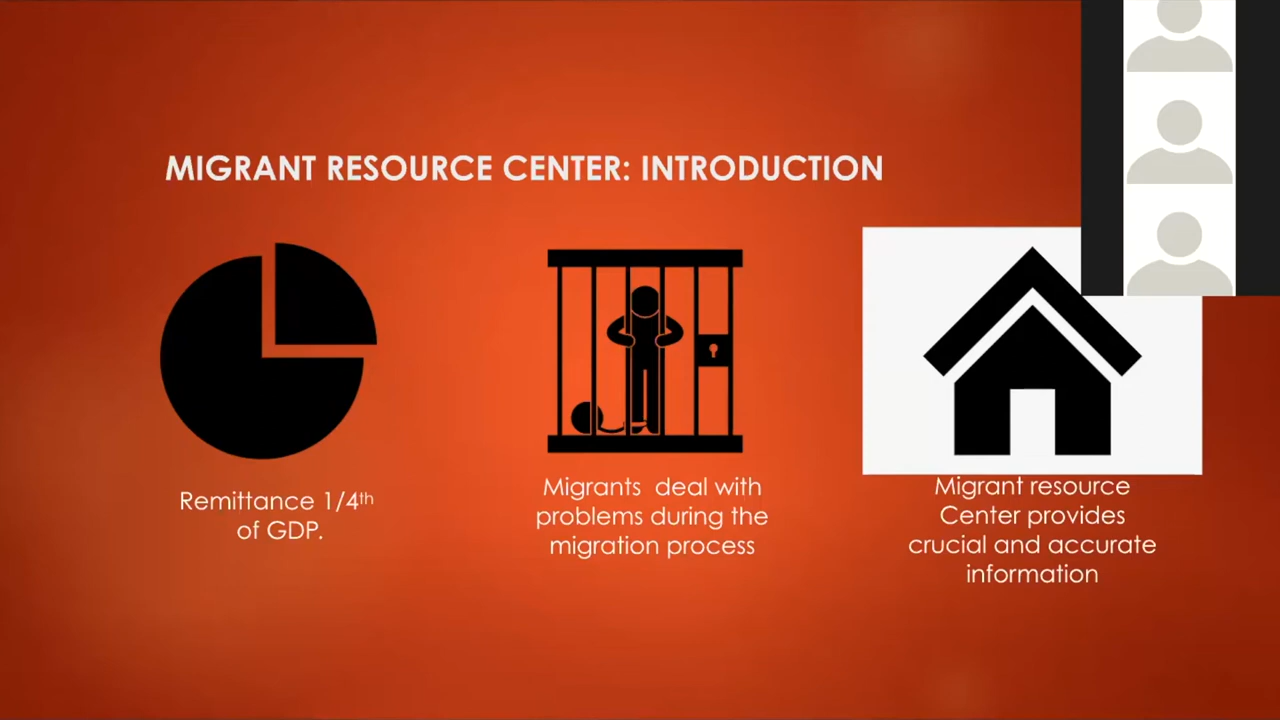 MIGRANT RESOURCE CENTER: INTRODUCTION
Remittance 1/4th
of GDP.
Migrants deal with
problems during the
migration process
Migrant resource
Center provides
crucial and accurate
information